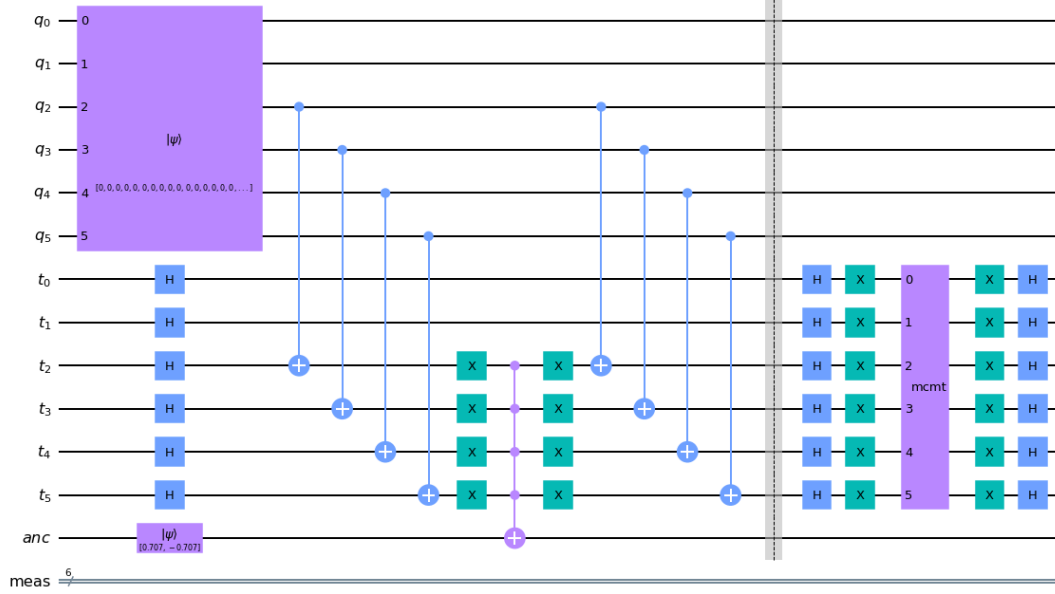 q0 0
q1 1
q2 2
|ψ⟩
q3 3
q4 4 [0,0,0,0,0,0,0,0,0,0,0,0,0,0,0,0,0,...]
q5 5
t0 H H X 0 X H
t1 H H X 1 X H
t2 H X X H X 2 X H
mcmt
t3 H X X H X 3 X H
t4 H X X H X 4 X H
t5 H X X H X 5 X H
anc |ψ⟩
[0.707, −0.707]
6
meas